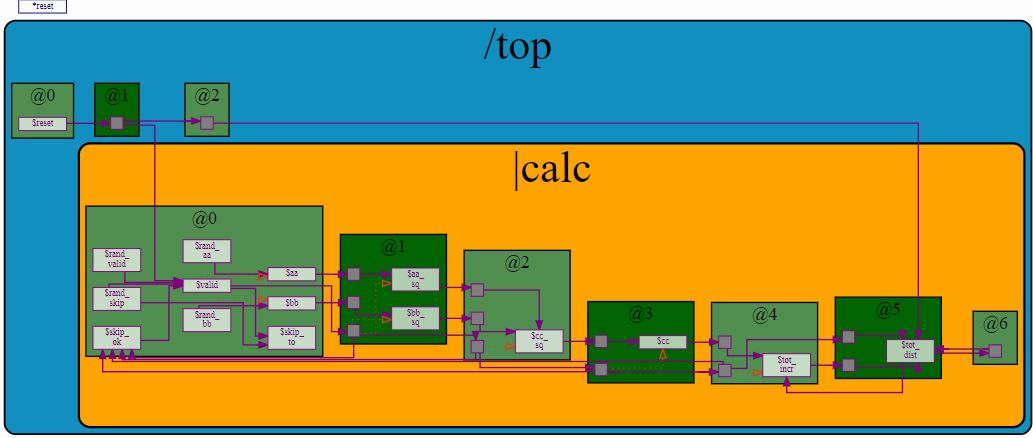 *reset
/top
@0
@1
@2
$reset
|calc
@0
$rand_
valid
$rand_
aa
$aa
$rand_
skip
$valid
$bb
$rand_
bb
$skip_
ok
$skip_
to
@1
$aa_
sq
$bb_
sq
@2
$cc_
sq
@3
$cc
@4
$tot_
incr
@5
$tot_
dist
@6